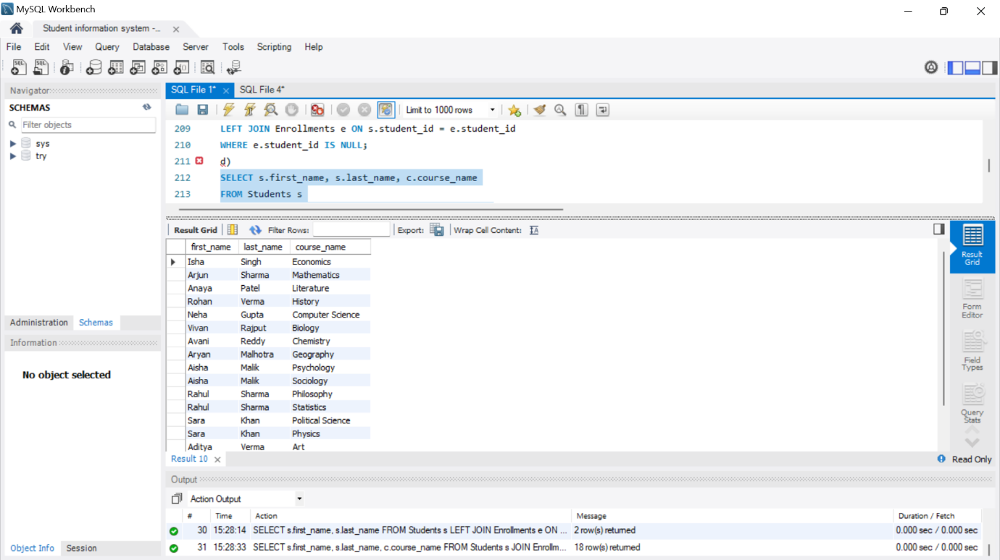 MySQL Workbench
Student information system -...
File Edit View Query Database Server Tools Scripting Help
Navigator
SCHEMAS
Filter objects
sys
try
Administration Schemas
Information
No object selected
Object Info Session
SQL File 1* SQL File 4*
Limit to 1000 rows
209 LEFT JOIN Enrollments e ON s.student_id = e.student_id
210 WHERE e.student_id IS NULL;
211 d)
212 SELECT s.first_name, s.last_name, c.course_name
213 FROM Students s
Result Grid Filter Rows: Export: Wrap Cell Content:
first_name last_name course_name
Isha Singh Economics
Arjun Sharma Mathematics
Anaya Patel Literature
Rohan Verma History
Neha Gupta Computer Science
Vivan Rajput Biology
Avani Reddy Chemistry
Aryan Malhotra Geography
Aisha Malik Psychology
Aisha Malik Sociology
Rahul Sharma Philosophy
Rahul Sharma Statistics
Sara Khan Political Science
Sara Khan Physics
Aditya Verma Art
Result
Grid
Form
Editor
Field
Types
Query
Stats
Result 10 Read Only
Output
Action Output
# Time Action Message Duration / Fetch
30 15:28:14 SELECT s.first_name, s.last_name FROM Students s LEFT JOIN Enrollments e ON ... 2 row(s) returned 0.000 sec / 0.000 sec
31 15:28:33 SELECT s.first_name, s.last_name, c.course_name FROM Students s JOIN Enrollm... 18 row(s) returned 0.000 sec / 0.000 sec